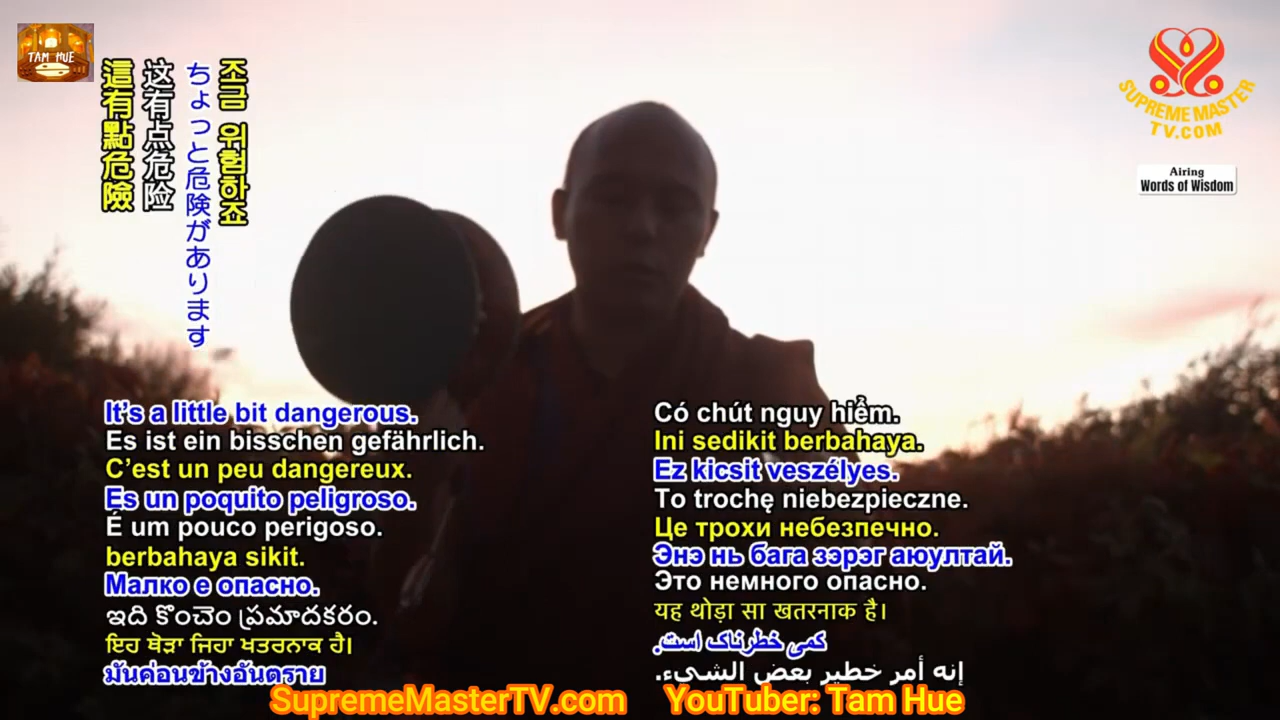 TAM HUE
這有點危險
这有点危险
ちょっと危険があります
조금 위험하죠
SUPREME MASTER
TV.COM
Airing
Words of Wisdom
It's a little bit dangerous.
Es ist ein bisschen gefährlich.
C'est un peu dangereux.
Es un poquito peligroso.
É um pouco perigoso.
berbahaya sikit.
Малко е опасно.
ఇది కొంచెం ప్రమాదకరం.
ਇਹ ਥੋੜਾ ਜਿਹਾ ਖਤਰਨਾਕ ਹੈ।
มันค่อนข้างอันตราย
Có chút nguy hiểm.
Ini sedikit berbahaya.
Ez kicsit veszélyes.
To trochę niebezpieczne.
Це трохи небезпечно.
Энэ нь бага зэрэг аюултай.
Это немного опасно.
यह थोड़ा सा खतरनाक है।
کمی خطرناک است.
إنه أمر خطير بعض الشيء.
SupremeMasterTV.com YouTuber: Tam Hue